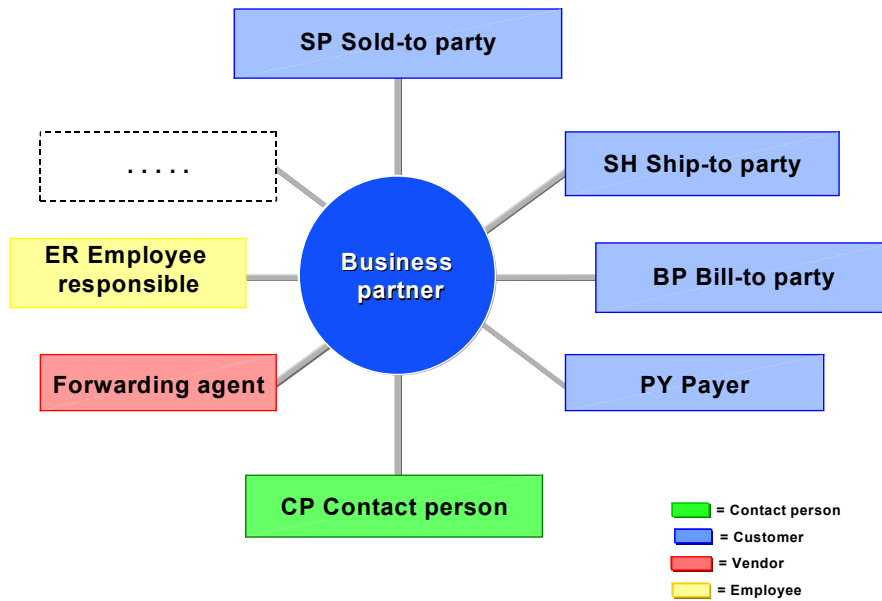 SP Sold-to party
. . . . .
SH Ship-to party
ER Employee
responsible
Business
partner
BP Bill-to party
Forwarding agent
PY Payer
CP Contact person
= Contact person
= Customer
= Vendor
= Employee